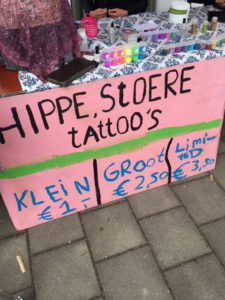 HIPPE, StOERE
tAttOO'S
KLEIN
€ 1,-
GROOT
€ 2,50
LIMI-
TED
€ 3,50